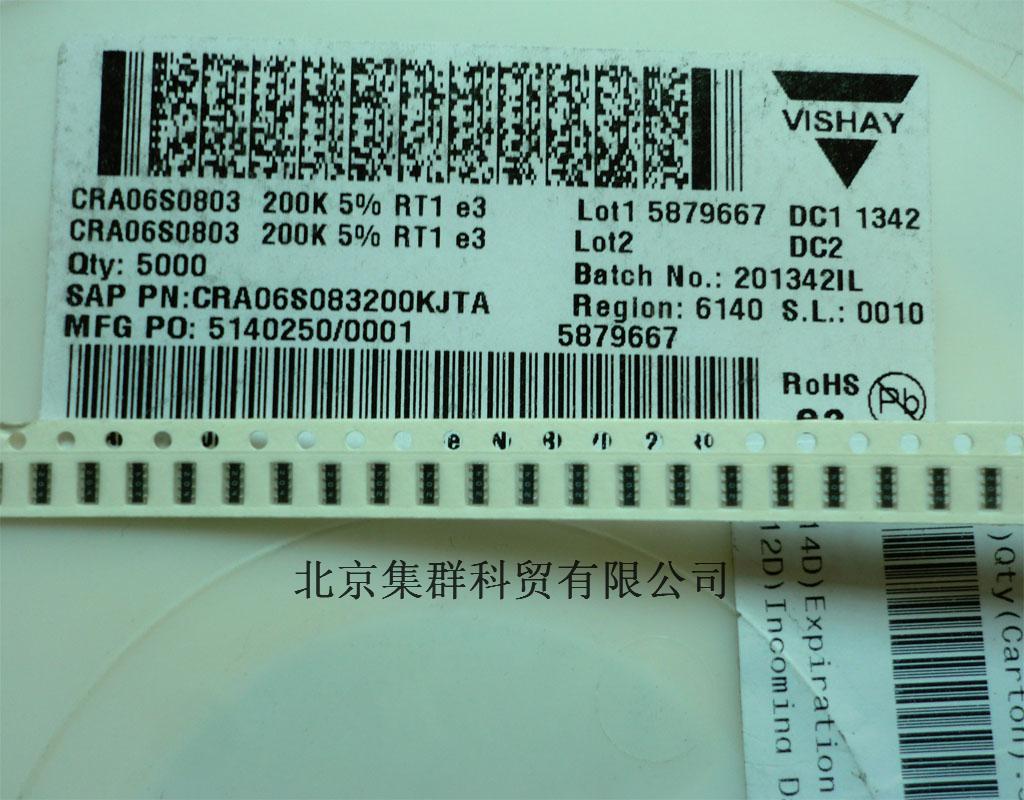 VISHAY
CRA06S0803 200K 5% RT1 e3
Lot1 5879667 DC1 1342
CRA06S0803 200K 5% RT1 e3
Lot2 DC2
Qty: 5000
Batch No.: 201342IL
SAP PN:CRA06S083200KJTA
Region: 6140 S.L.: 0010
MFG PO: 5140250/0001
5879667
RoHS
Pb
北京集群科贸有限公司
)Qty(Carton)
14D)Expiration
12D)Incoming D